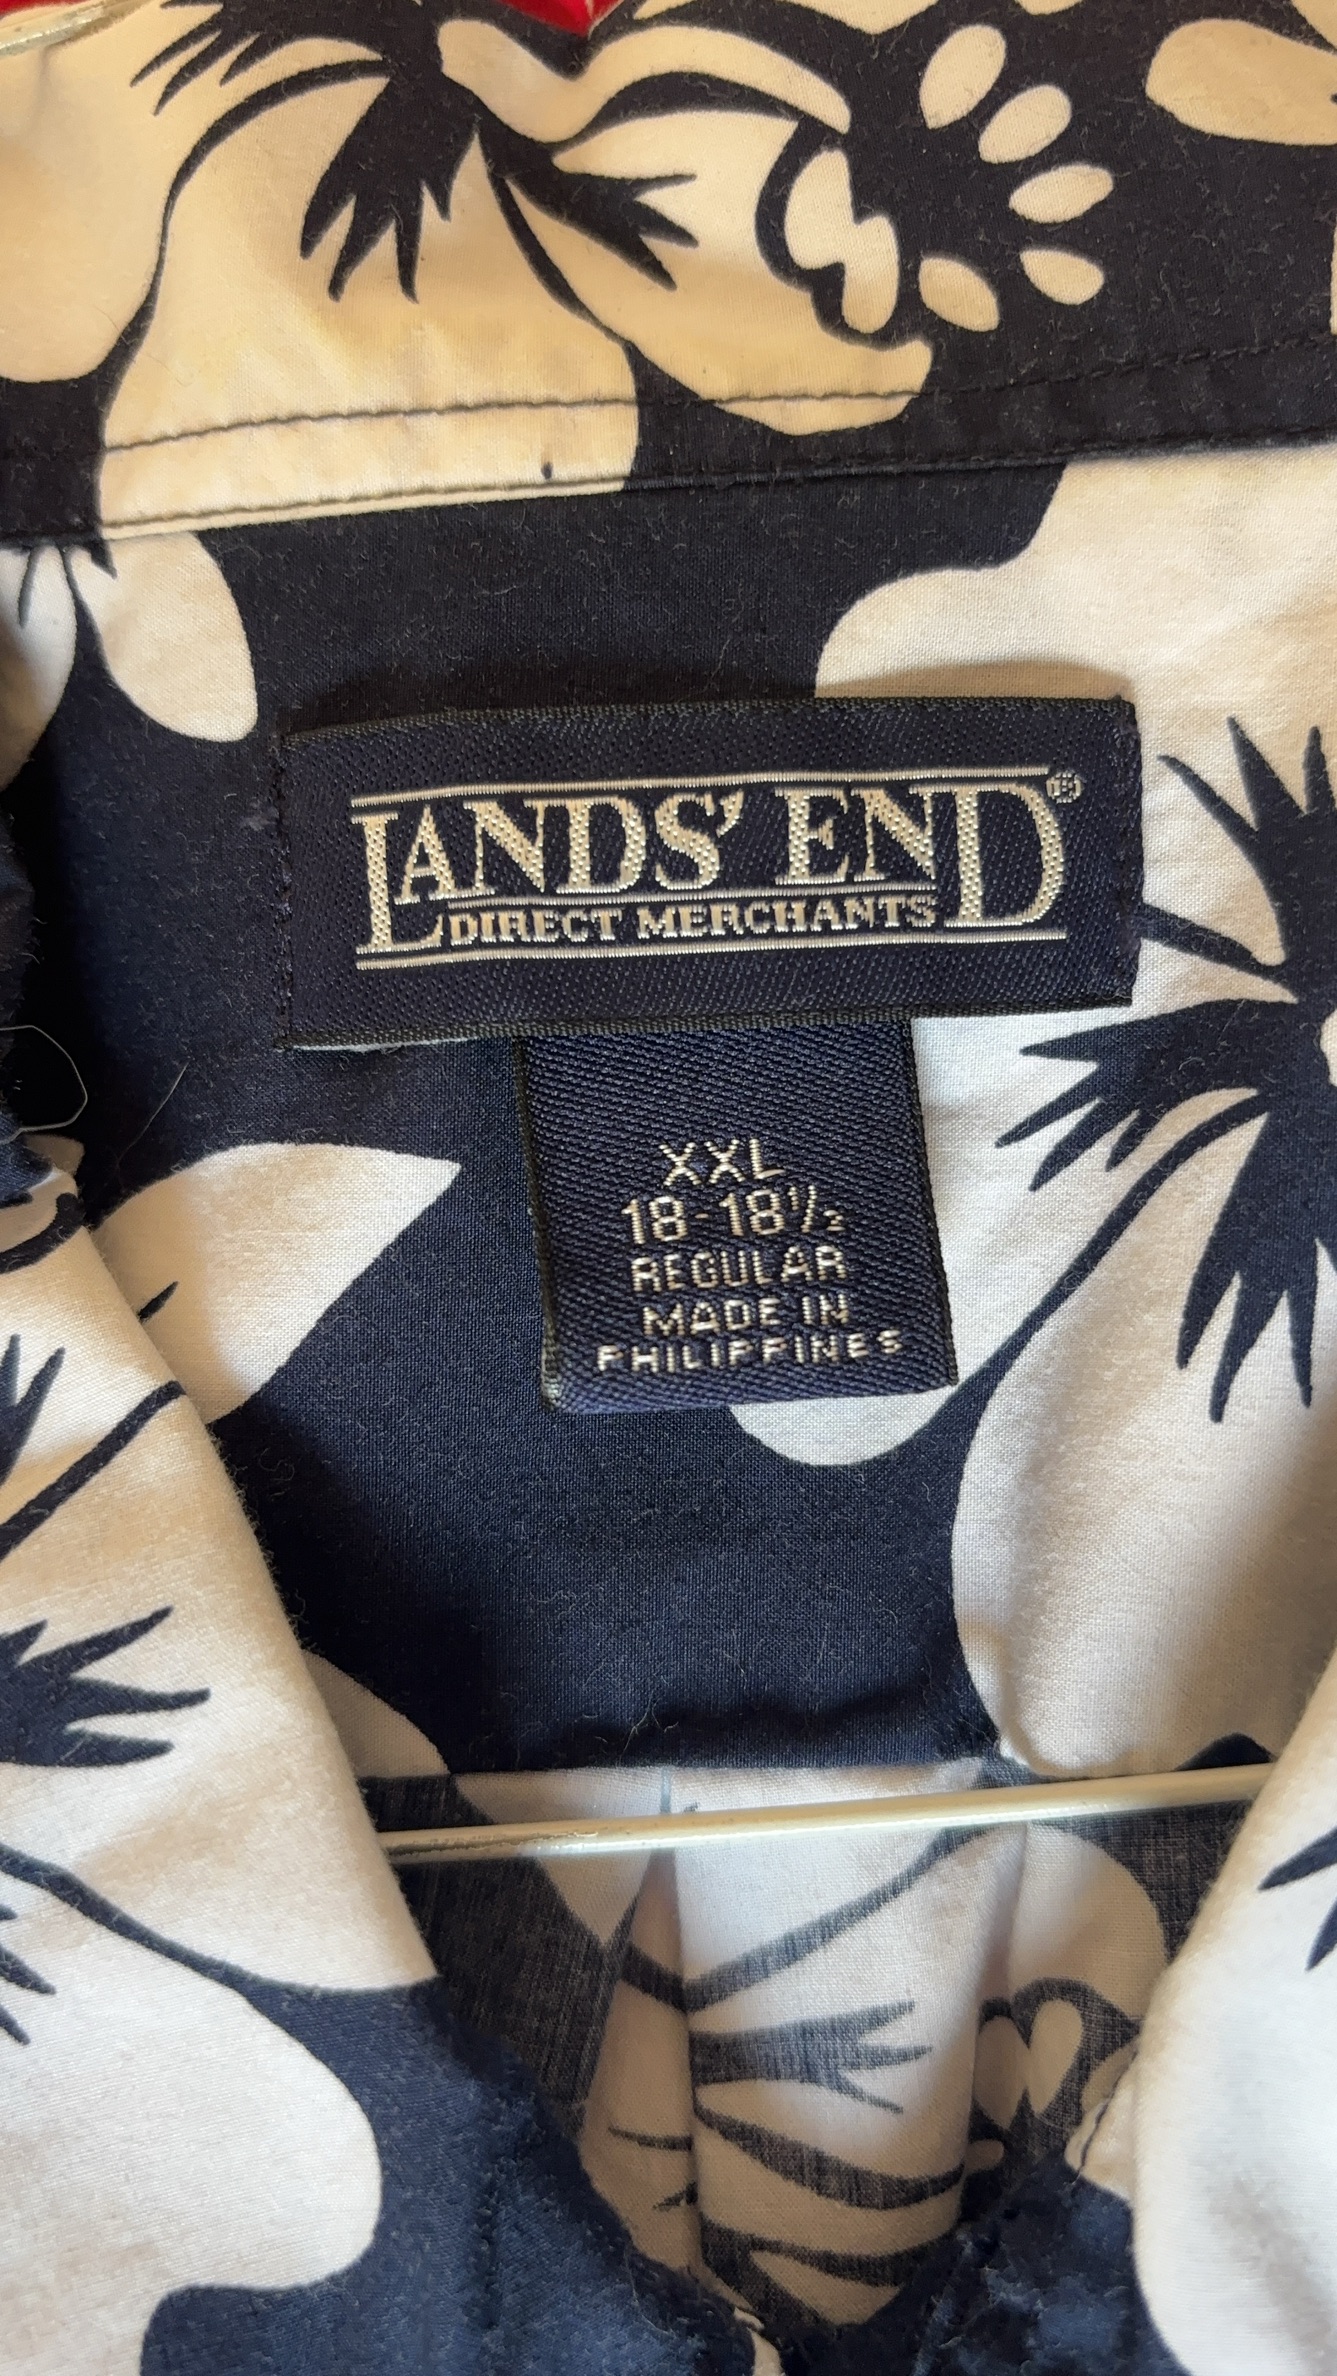 LANDS' END®
DIRECT MERCHANTS
XXL
18-18½
REGULAR
MADE IN
PHILIPPINES